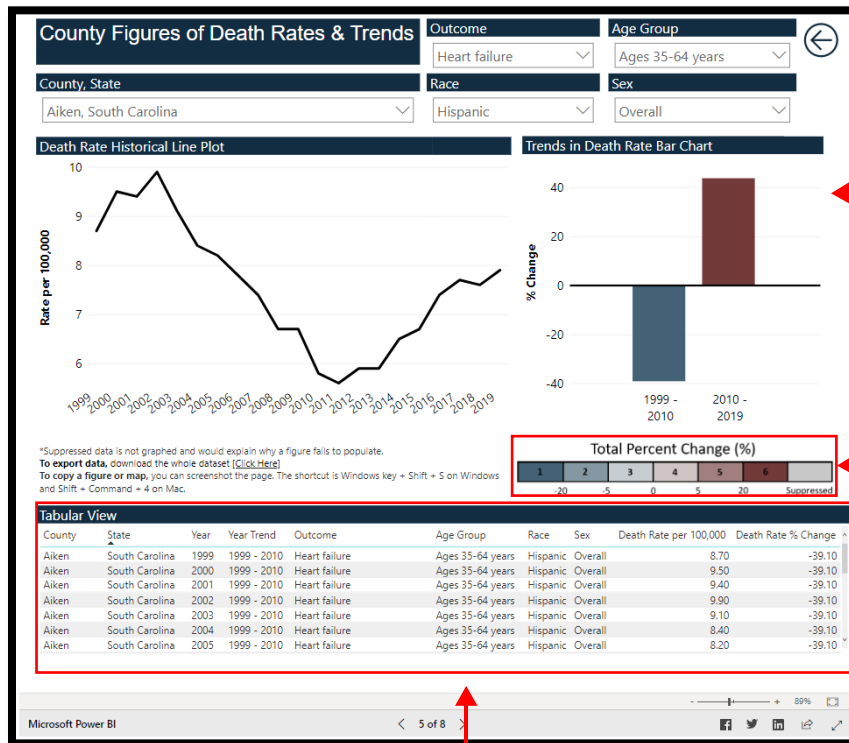 County Figures of Death Rates & Trends
Outcome
Heart failure
Age Group
Ages 35-64 years
County, State
Aiken, South Carolina
Race
Hispanic
Sex
Overall
Death Rate Historical Line Plot
Rate per 100,000
10
9
8
7
6
1999 2000 2001 2002 2003 2004 2005 2006 2007 2008 2009 2010 2011 2012 2013 2014 2015 2016 2017 2018 2019
Trends in Death Rate Bar Chart
% Change
40
20
0
-20
-40
1999 - 2010 -
2010 2019
*Suppressed data is not graphed and would explain why a figure fails to populate.
To export data, download the whole dataset [Click Here]
To copy a figure or map, you can screenshot the page. The shortcut is Windows key + Shift + S on Windows
and Shift + Command + 4 on Mac.
Total Percent Change (%)
1 2 3 4 5 6
-20 -5 0 5 20 Suppressed
Tabular View
County State Year Year Trend Outcome Age Group Race Sex Death Rate per 100,000 Death Rate % Change
Aiken South Carolina 1999 1999 - 2010 Heart failure Ages 35-64 years Hispanic Overall 8.70 -39.10
Aiken South Carolina 2000 1999 - 2010 Heart failure Ages 35-64 years Hispanic Overall 9.50 -39.10
Aiken South Carolina 2001 1999 - 2010 Heart failure Ages 35-64 years Hispanic Overall 9.40 -39.10
Aiken South Carolina 2002 1999 - 2010 Heart failure Ages 35-64 years Hispanic Overall 9.90 -39.10
Aiken South Carolina 2003 1999 - 2010 Heart failure Ages 35-64 years Hispanic Overall 9.10 -39.10
Aiken South Carolina 2004 1999 - 2010 Heart failure Ages 35-64 years Hispanic Overall 8.40 -39.10
Aiken South Carolina 2005 1999 - 2010 Heart failure Ages 35-64 years Hispanic Overall 8.20 -39.10
- + 89%
Microsoft Power BI
< 5 of 8 >